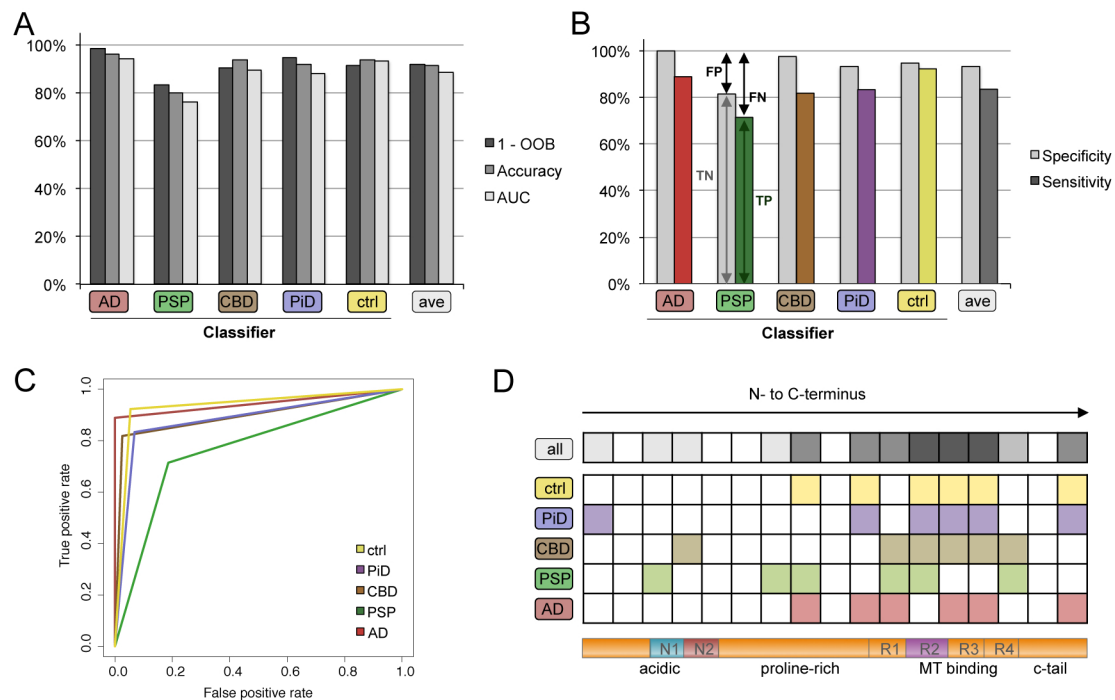 A
100%
80%
60%
40%
20%
0%
AD PSP CBD PiD ctrl ave
Classifier
1 - OOB
Accuracy
AUC
B
100%
80%
60%
40%
20%
0%
FP
FN
TN
TP
AD PSP CBD PiD ctrl ave
Classifier
Specificity
Sensitivity
C
True positive rate
1.0
0.8
0.6
0.4
0.2
0.0
0.0 0.2 0.4 0.6 0.8 1.0
False positive rate
ctrl
PiD
CBD
PSP
AD
D
N- to C-terminus
all
ctrl
PiD
CBD
PSP
AD
N1 N2 R1 R2 R3 R4
acidic proline-rich MT binding c-tail